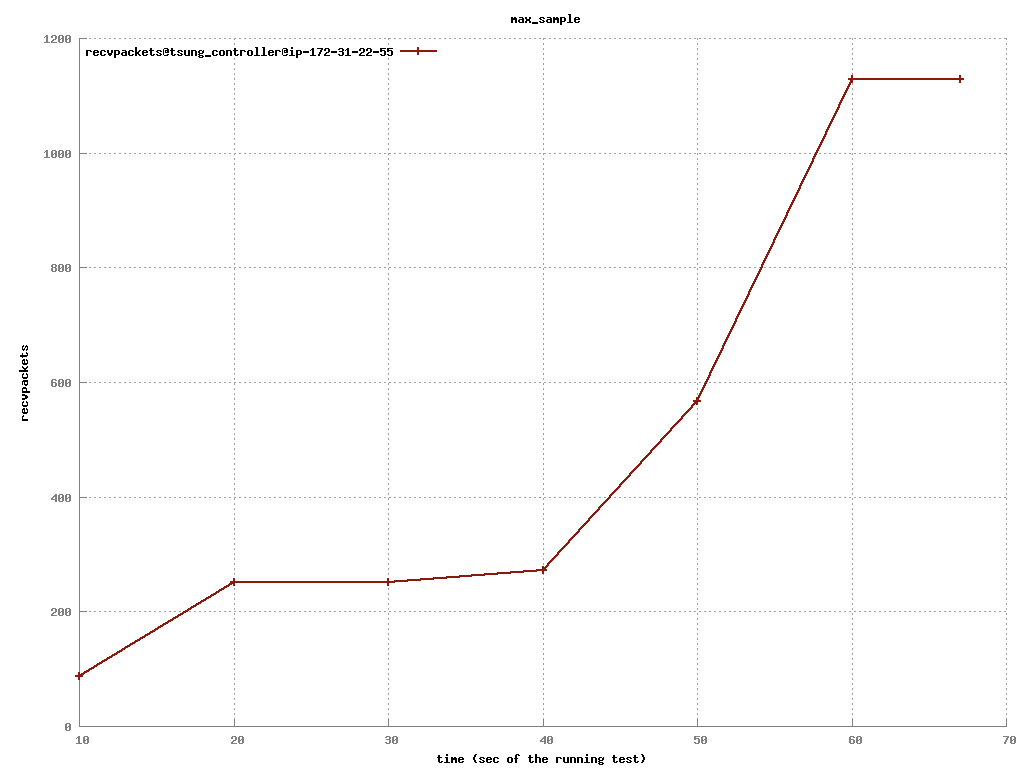 max_sample
1200
recvpackets@tsung_controller@ip-172-31-22-55
1000
800
600
recvpackets
400
200
0
10 20 30 40 50 60 70
time (sec of the running test)